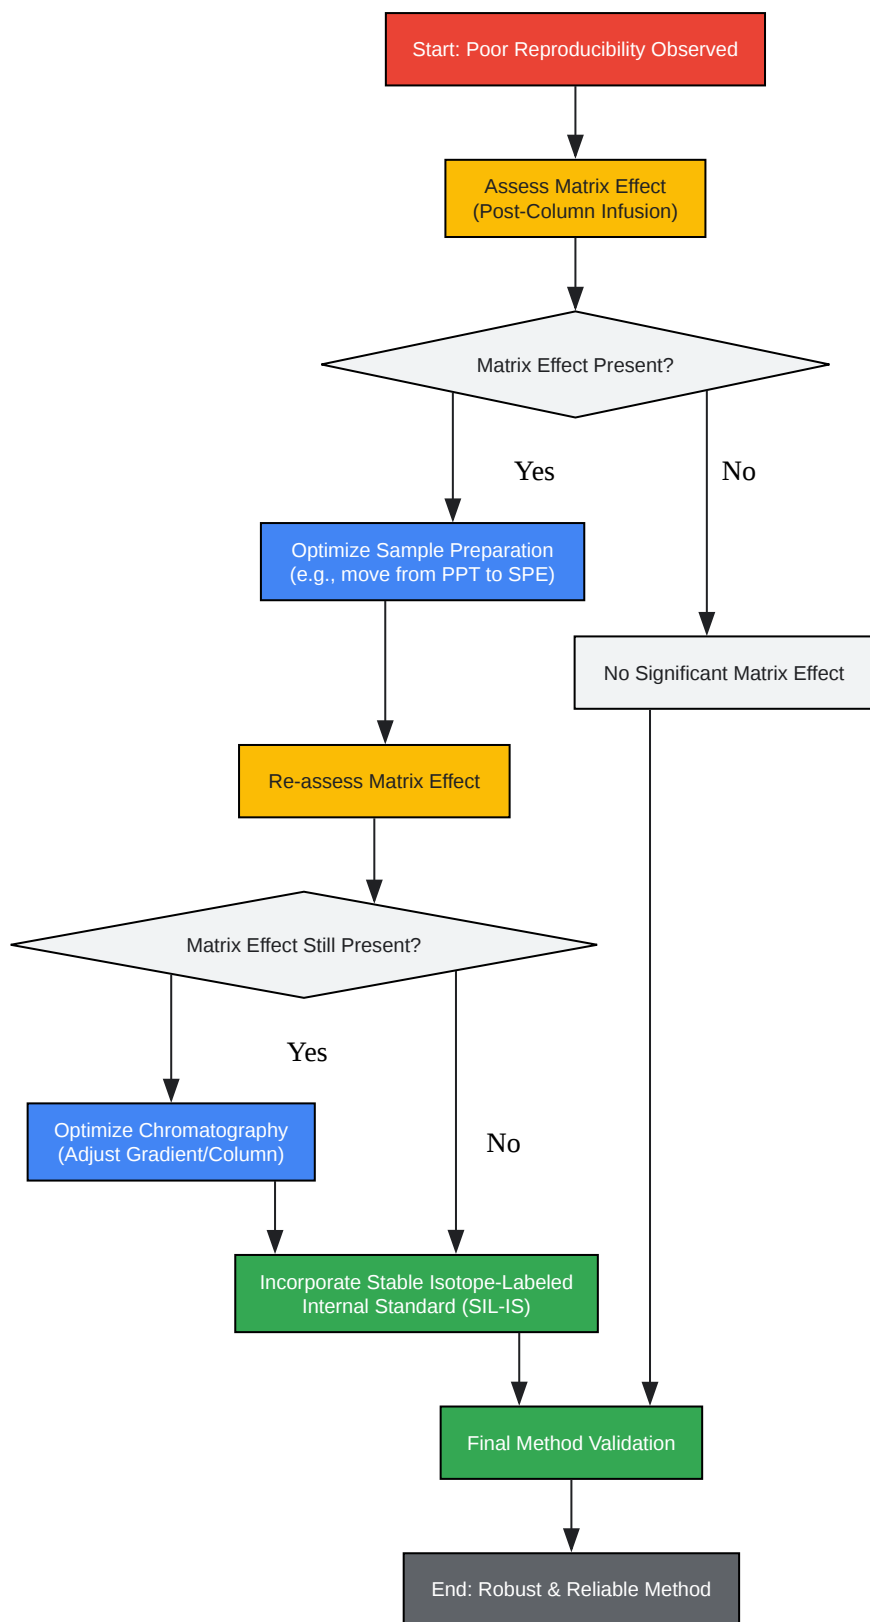 Start: Poor Reproducibility Observed
Assess Matrix Effect
(Post-Column Infusion)
Matrix Effect Present?
Yes
No
Optimize Sample Preparation
(e.g., move from PPT to SPE)
No Significant Matrix Effect
Re-assess Matrix Effect
Matrix Effect Still Present?
Yes
Optimize Chromatography
(Adjust Gradient/Column)
No
Incorporate Stable Isotope-Labeled
Internal Standard (SIL-IS)
Final Method Validation
End: Robust & Reliable Method